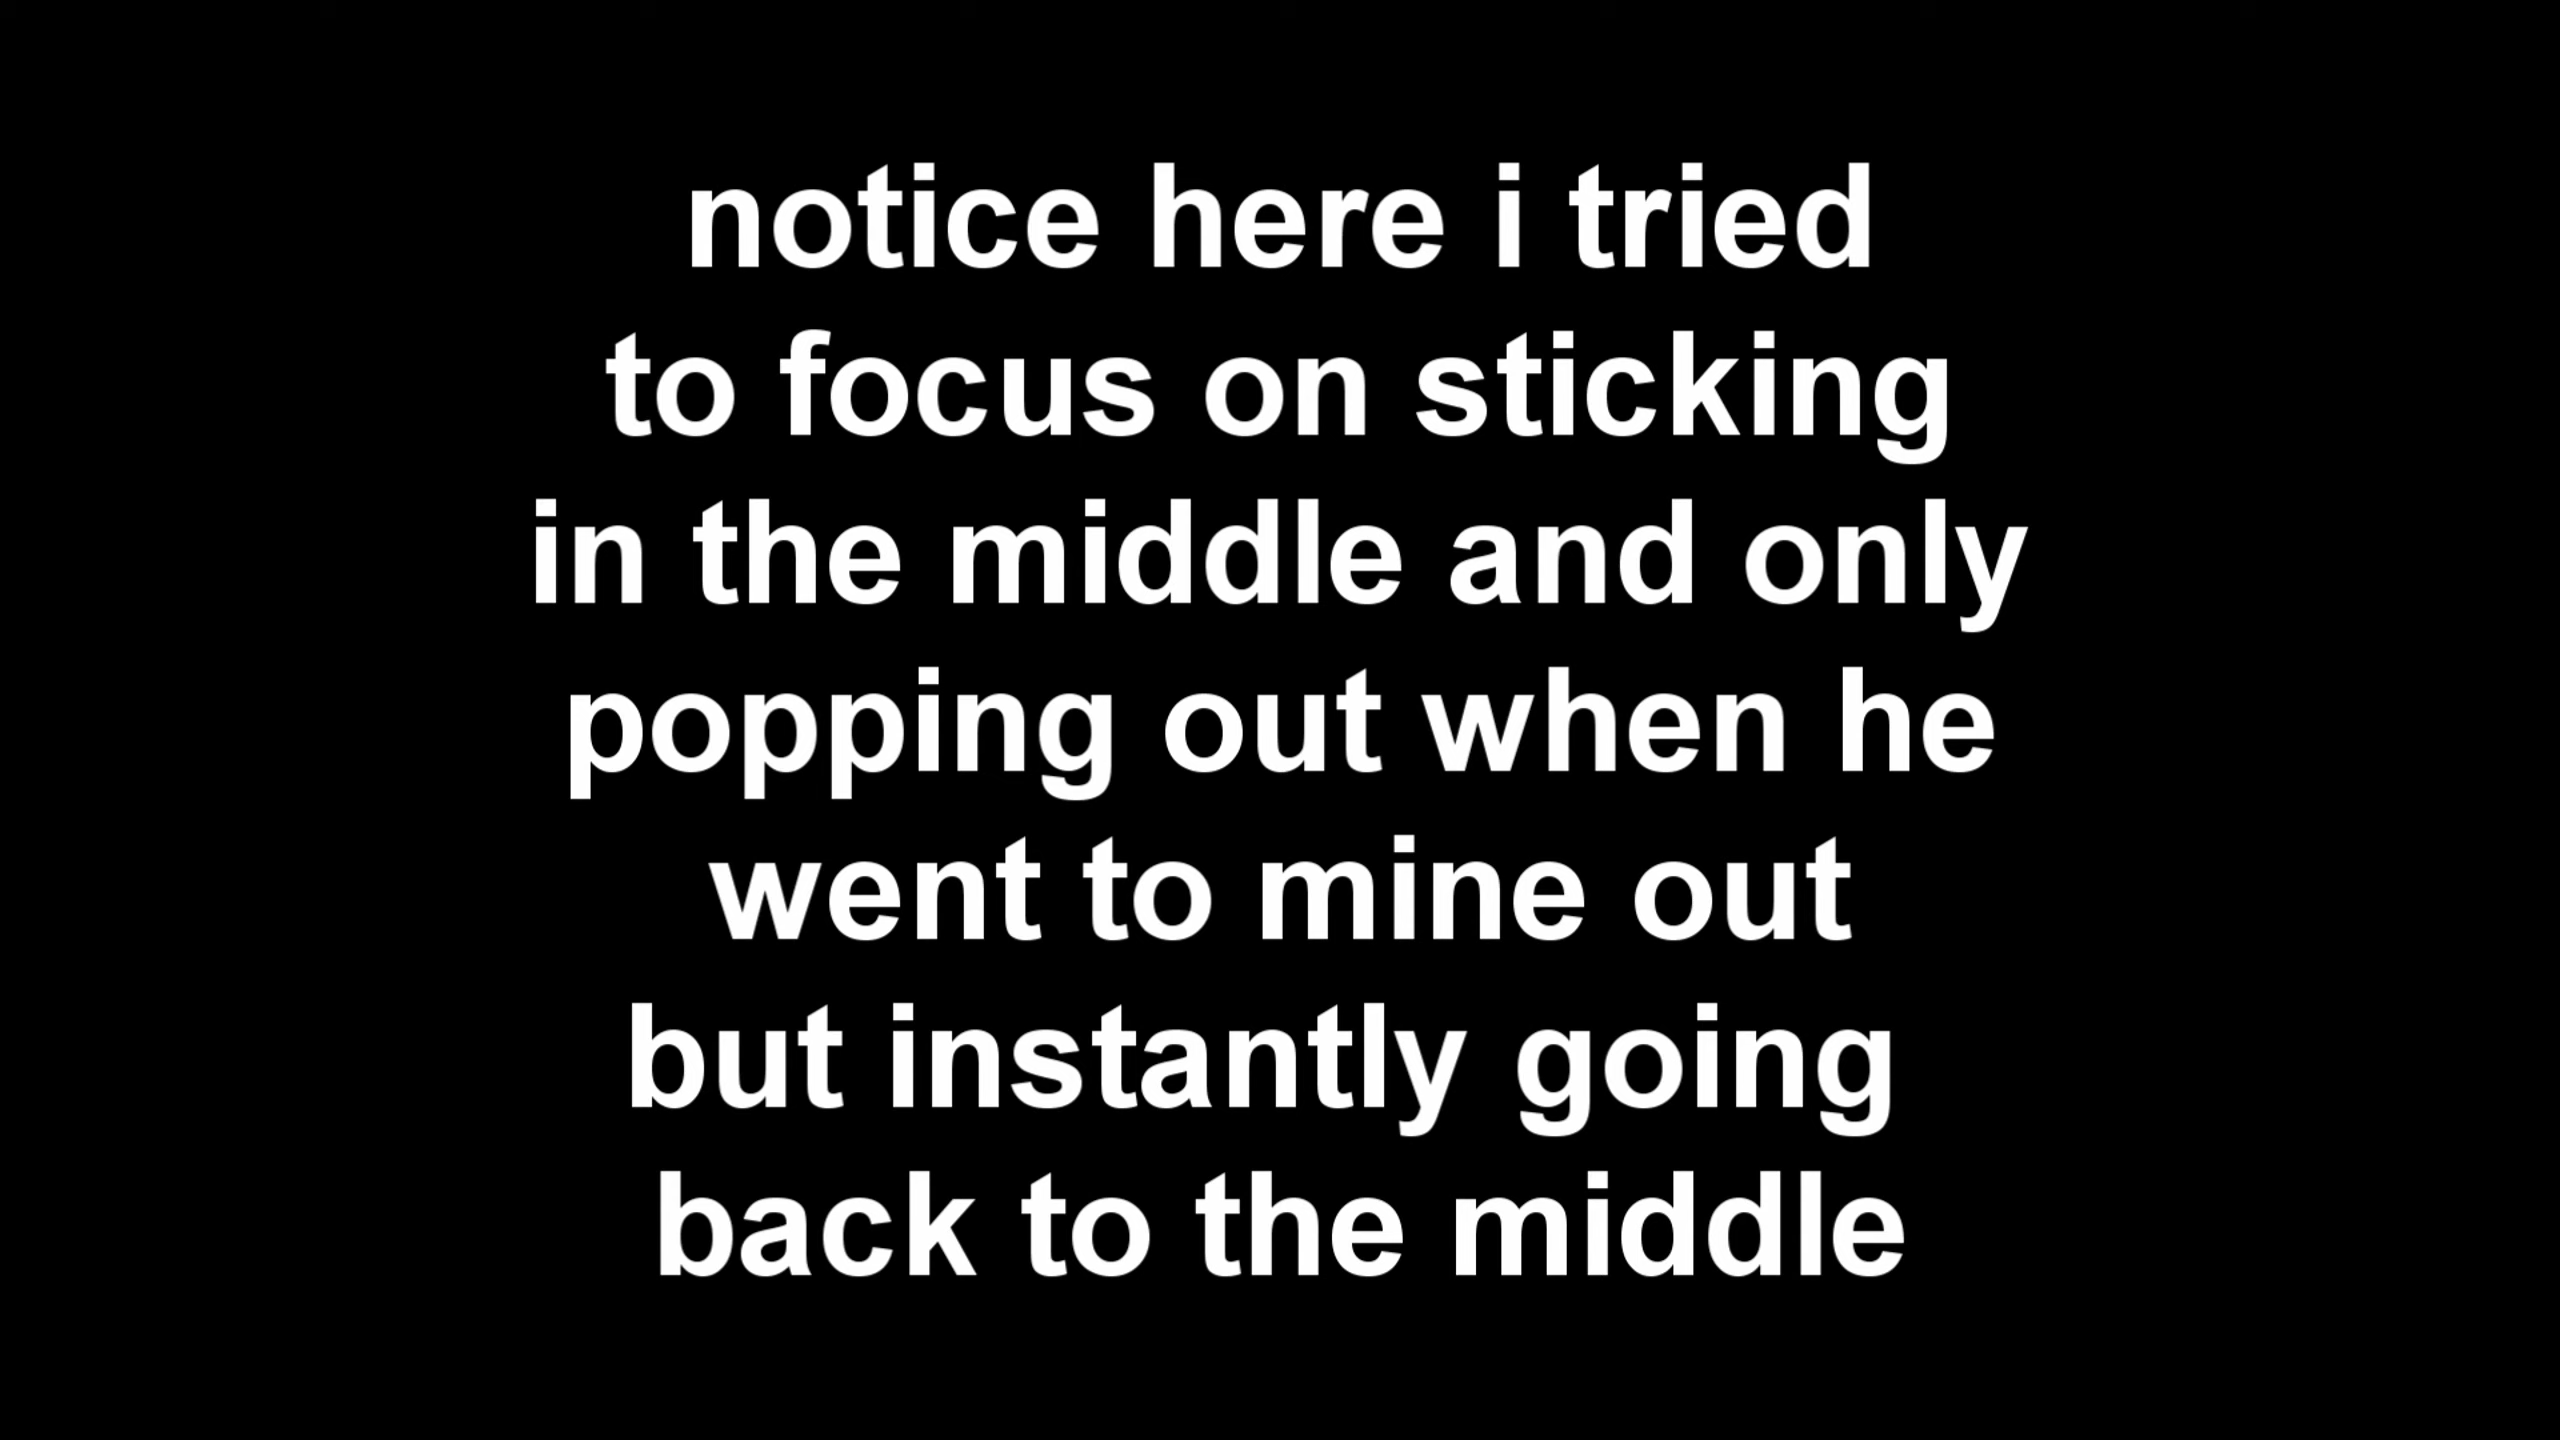 notice here i tried
to focus on sticking
in the middle and only
popping out when he
went to mine out
but instantly going
back to the middle